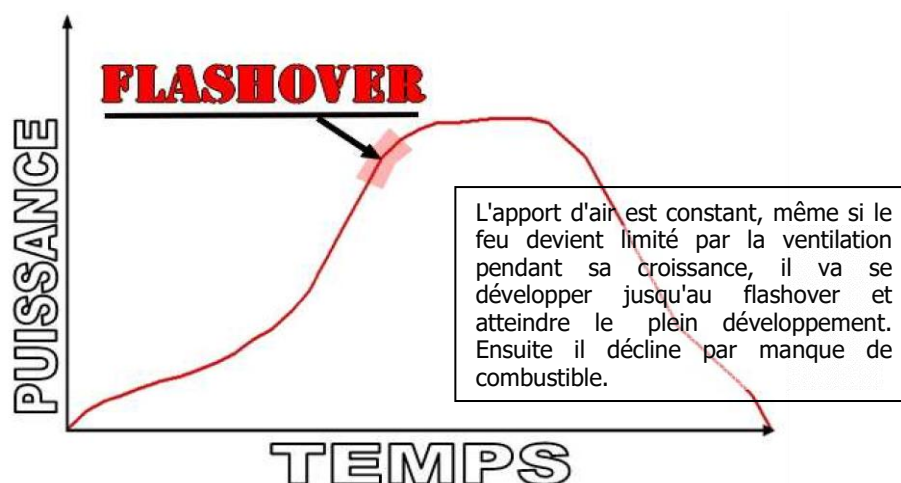 FLASHOVER
PUISSANCE
L'apport d'air est constant, même si le
feu devient limité par la ventilation
pendant sa croissance, il va se
développer jusqu'au flashover et
atteindre le plein développement.
Ensuite il décline par manque de
combustible.
TEMPS